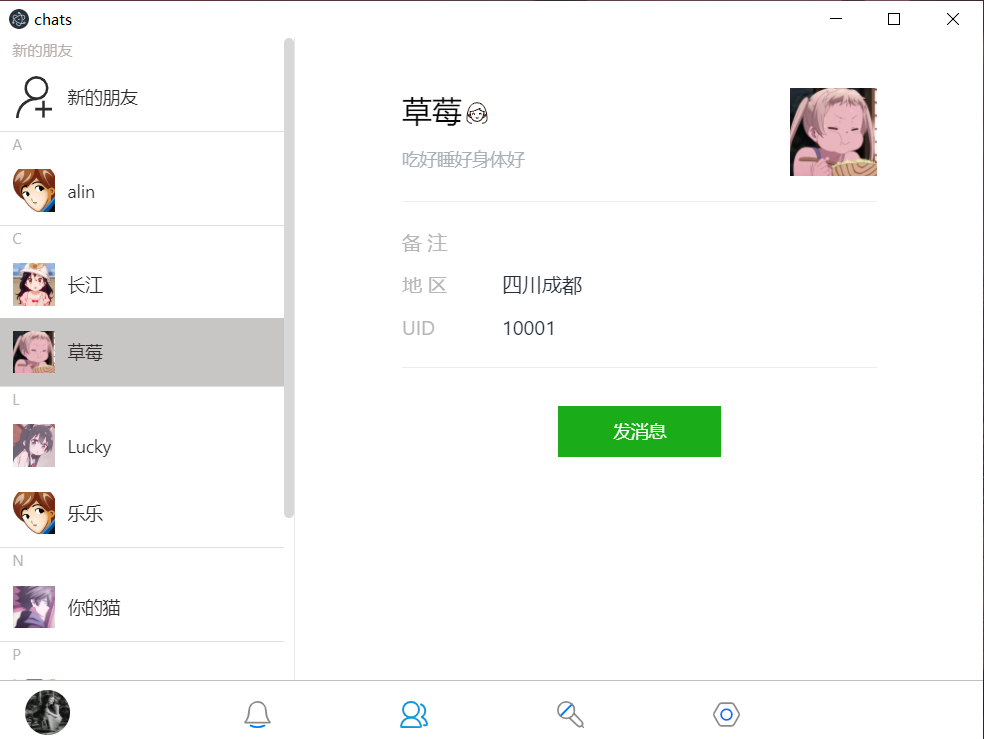 chats
新的朋友
新的朋友
A
alin
C
长江
草莓
L
Lucky
乐乐
N
你的猫
P
草莓
吃好睡好身体好
备 注
地 区 四川成都
UID 10001
发消息